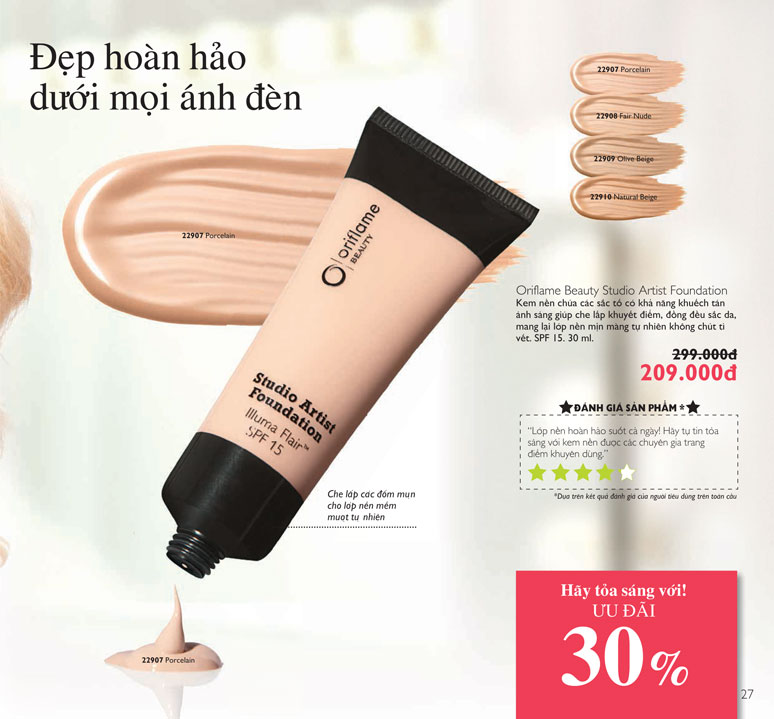 Đẹp hoàn hảo
dưới mọi ánh đèn
22907 Porcelain
22908 Fair Nude
22909 Olive Beige
22910 Natural Beige
22907 Porcelain
oriflame
BEAUTY
Studio Artist
Foundation
Illuma Flair™
SPF 15
Oriflame Beauty Studio Artist Foundation
Kem nền chứa các sắc tố có khả năng khuếch tán
ánh sáng giúp che lấp khuyết điểm, đồng đều sắc da,
mang lại lớp nền mịn màng tự nhiên không chút tì
vết. SPF 15. 30 ml.
299.000đ
209.000đ
ĐÁNH GIÁ SẢN PHẨM *
“Lớp nền hoàn hảo suốt cả ngày! Hãy tự tin tỏa
sáng với kem nền được các chuyên gia trang
điểm khuyên dùng.”
*Dựa trên kết quả đánh giá của người tiêu dùng trên toàn cầu
Che lấp các đốm mụn
cho lớp nền mềm
mượt tự nhiên
22907 Porcelain
Hãy tỏa sáng với!
ƯU ĐÃI
30%
27